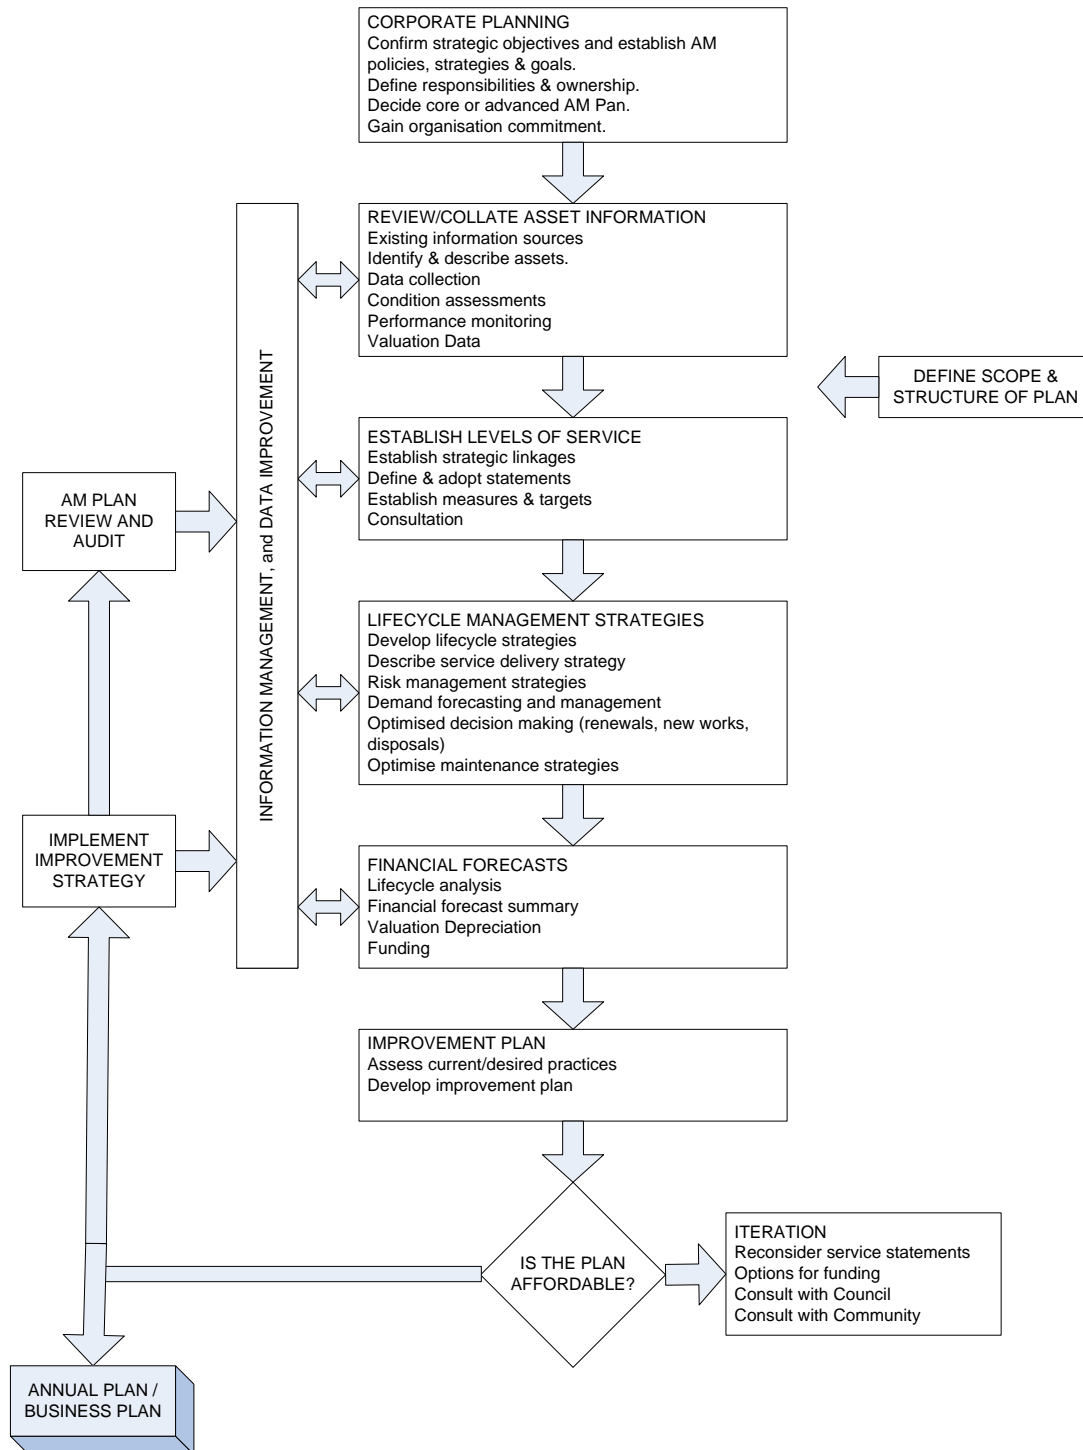 CORPORATE PLANNING
Confirm strategic objectives and establish AM
policies, strategies & goals.
Define responsibilities & ownership.
Decide core or advanced AM Pan.
Gain organisation commitment.
REVIEW/COLLATE ASSET INFORMATION
Existing information sources
Identify & describe assets.
Data collection
Condition assessments
Performance monitoring
Valuation Data
DEFINE SCOPE &
STRUCTURE OF PLAN
INFORMATION MANAGEMENT, and DATA IMPROVEMENT
ESTABLISH LEVELS OF SERVICE
Establish strategic linkages
Define & adopt statements
Establish measures & targets
Consultation
AM PLAN
REVIEW AND
AUDIT
LIFECYCLE MANAGEMENT STRATEGIES
Develop lifecycle strategies
Describe service delivery strategy
Risk management strategies
Demand forecasting and management
Optimised decision making (renewals, new works,
disposals)
Optimise maintenance strategies
IMPLEMENT
IMPROVEMENT
STRATEGY
FINANCIAL FORECASTS
Lifecycle analysis
Financial forecast summary
Valuation Depreciation
Funding
IMPROVEMENT PLAN
Assess current/desired practices
Develop improvement plan
IS THE PLAN
AFFORDABLE?
ITERATION
Reconsider service statements
Options for funding
Consult with Council
Consult with Community
ANNUAL PLAN /
BUSINESS PLAN